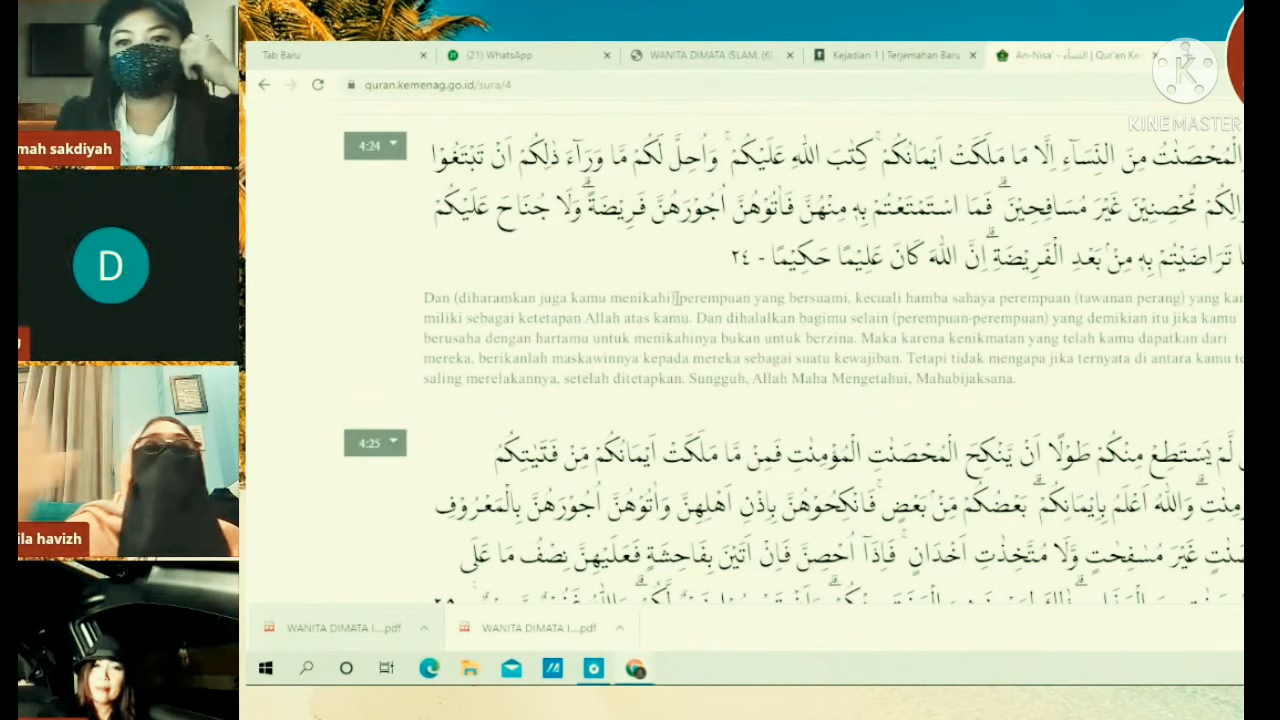 Tab Baru
(21) WhatsApp
WANITA DIMATA ISLAM. (6)
Kejadian 1 | Terjemahan Baru
An-Nisa' - النساۤء | Qur'an Ke
quran.kemenag.go.id/sura/4
KINEMASTER
mah sakdiyah
D
ila havizh
4:24
الْمُحْصَنٰتُ مِنَ النِّسَاۤءِ اِلَّا مَا مَلَكَتْ اَيْمَانُكُمْ ۚ كِتٰبَ اللّٰهِ عَلَيْكُمْ ۚ وَاُحِلَّ لَكُمْ مَّا وَرَاۤءَ ذٰلِكُمْ اَنْ تَبْتَغُوْا
وَالِكُمْ مُّحْصِنِيْنَ غَيْرَ مُسَافِحِيْنَ ۗ فَمَا اسْتَمْتَعْتُمْ بِهٖ مِنْهُنَّ فَاٰتُوْهُنَّ اُجُوْرَهُنَّ فَرِيْضَةً ۗ وَلَا جُنَاحَ عَلَيْكُمْ
ا تَرَاضَيْتُمْ بِهٖ مِنْۢ بَعْدِ الْفَرِيْضَةِ ۗ اِنَّ اللّٰهَ كَانَ عَلِيْمًا حَكِيْمًا - ٢٤
Dan (diharamkan juga kamu menikahi) perempuan yang bersuami, kecuali hamba sahaya perempuan (tawanan perang) yang kam
miliki sebagai ketetapan Allah atas kamu. Dan dihalalkan bagimu selain (perempuan-perempuan) yang demikian itu jika kamu
berusaha dengan hartamu untuk menikahinya bukan untuk berzina. Maka karena kenikmatan yang telah kamu dapatkan dari
mereka, berikanlah maskawinnya kepada mereka sebagai suatu kewajiban. Tetapi tidak mengapa jika ternyata di antara kamu te
saling merelakannya, setelah ditetapkan. Sungguh, Allah Maha Mengetahui, Mahabijaksana.
4:25
لَّمْ يَسْتَطِعْ مِنْكُمْ طَوْلًا اَنْ يَّنْكِحَ الْمُحْصَنٰتِ الْمُؤْمِنٰتِ فَمِنْ مَّا مَلَكَتْ اَيْمَانُكُمْ مِّنْ فَتَيٰتِكُمُ
مِنٰتِ ۗ وَاللّٰهُ اَعْلَمُ بِاِيْمَانِكُمْ ۗ بَعْضُكُمْ مِّنْۢ بَعْضٍ ۚ فَانْكِحُوْهُنَّ بِاِذْنِ اَهْلِهِنَّ وَاٰتُوْهُنَّ اُجُوْرَهُنَّ بِالْمَعْرُوْفِ
صَنٰتٍ غَيْرَ مُسٰفِحٰتٍ وَّلَا مُتَّخِذٰتِ اَخْدَانٍ ۚ فَاِذَآ اُحْصِنَّ فَاِنْ اَتَيْنَ بِفَاحِشَةٍ فَعَلَيْهِنَّ نِصْفُ مَا عَلَى
WANITA DIMATA I....pdf
WANITA DIMATA I....pdf